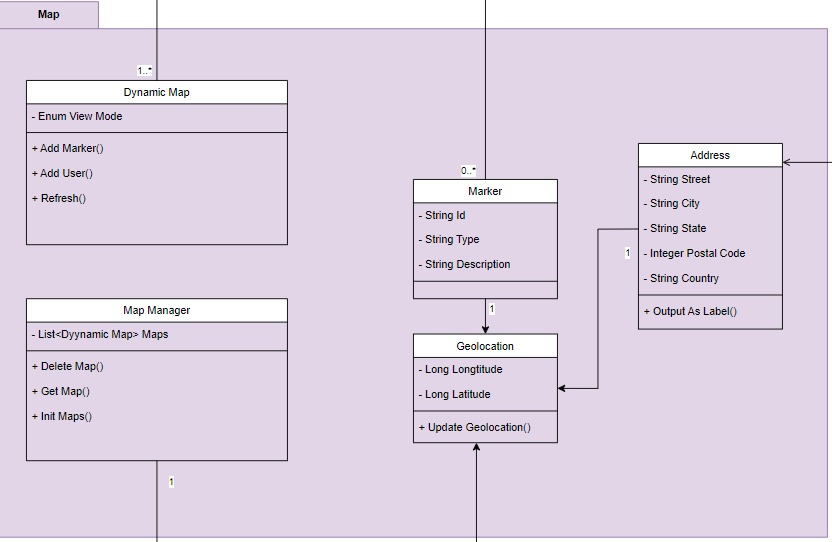 Map
1..*
Dynamic Map
- Enum View Mode
+ Add Marker()
+ Add User()
+ Refresh()
Map Manager
- List<Dyynamic Map> Maps
+ Delete Map()
+ Get Map()
+ Init Maps()
1
0..*
Marker
- String Id
- String Type
- String Description
1
Geolocation
- Long Longtitude
- Long Latitude
+ Update Geolocation()
Address
- String Street
- String City
- String State
- Integer Postal Code
- String Country
+ Output As Label()
1